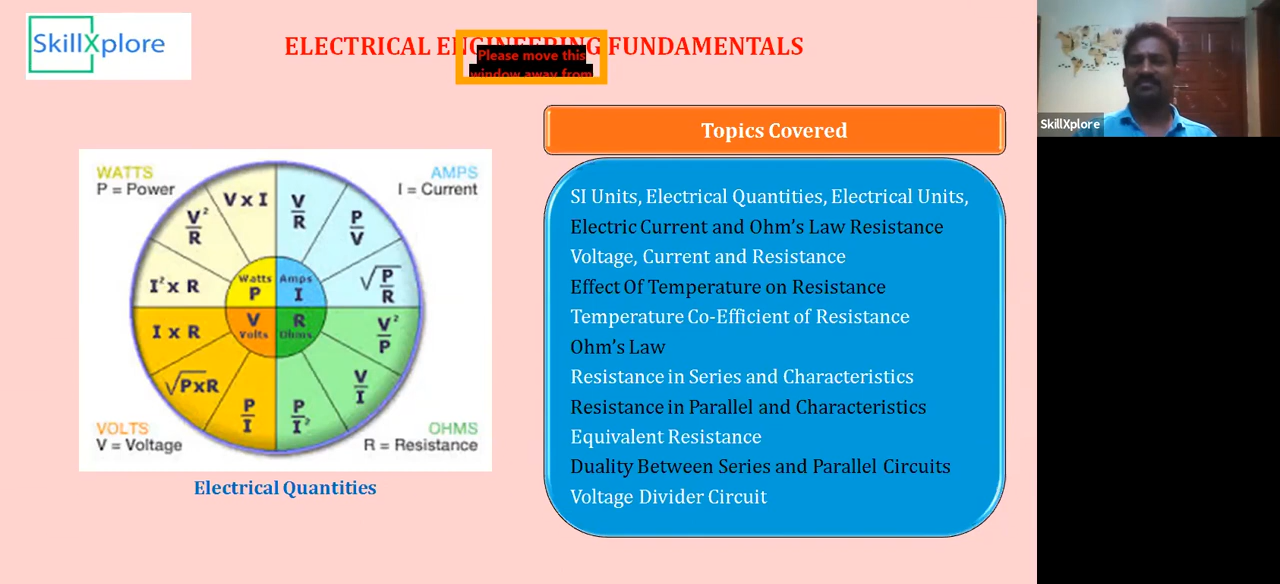 SkillXplore
ELECTRICAL ENGINEERING FUNDAMENTALS
Please move this
window away from
SkillXplore
Topics Covered
SI Units, Electrical Quantities, Electrical Units,
Electric Current and Ohm's Law Resistance
Voltage, Current and Resistance
Effect Of Temperature on Resistance
Temperature Co-Efficient of Resistance
Ohm's Law
Resistance in Series and Characteristics
Resistance in Parallel and Characteristics
Equivalent Resistance
Duality Between Series and Parallel Circuits
Voltage Divider Circuit
WATTS
P = Power
AMPS
I = Current
V x I
V²/R
I² x R
V/R
P/V
√P/R
Watts
P
Amps
I
V
Volts
R
Ohms
I x R
√PxR
P/I
V²/P
V/I
P/I²
VOLTS
V = Voltage
OHMS
R = Resistance
Electrical Quantities